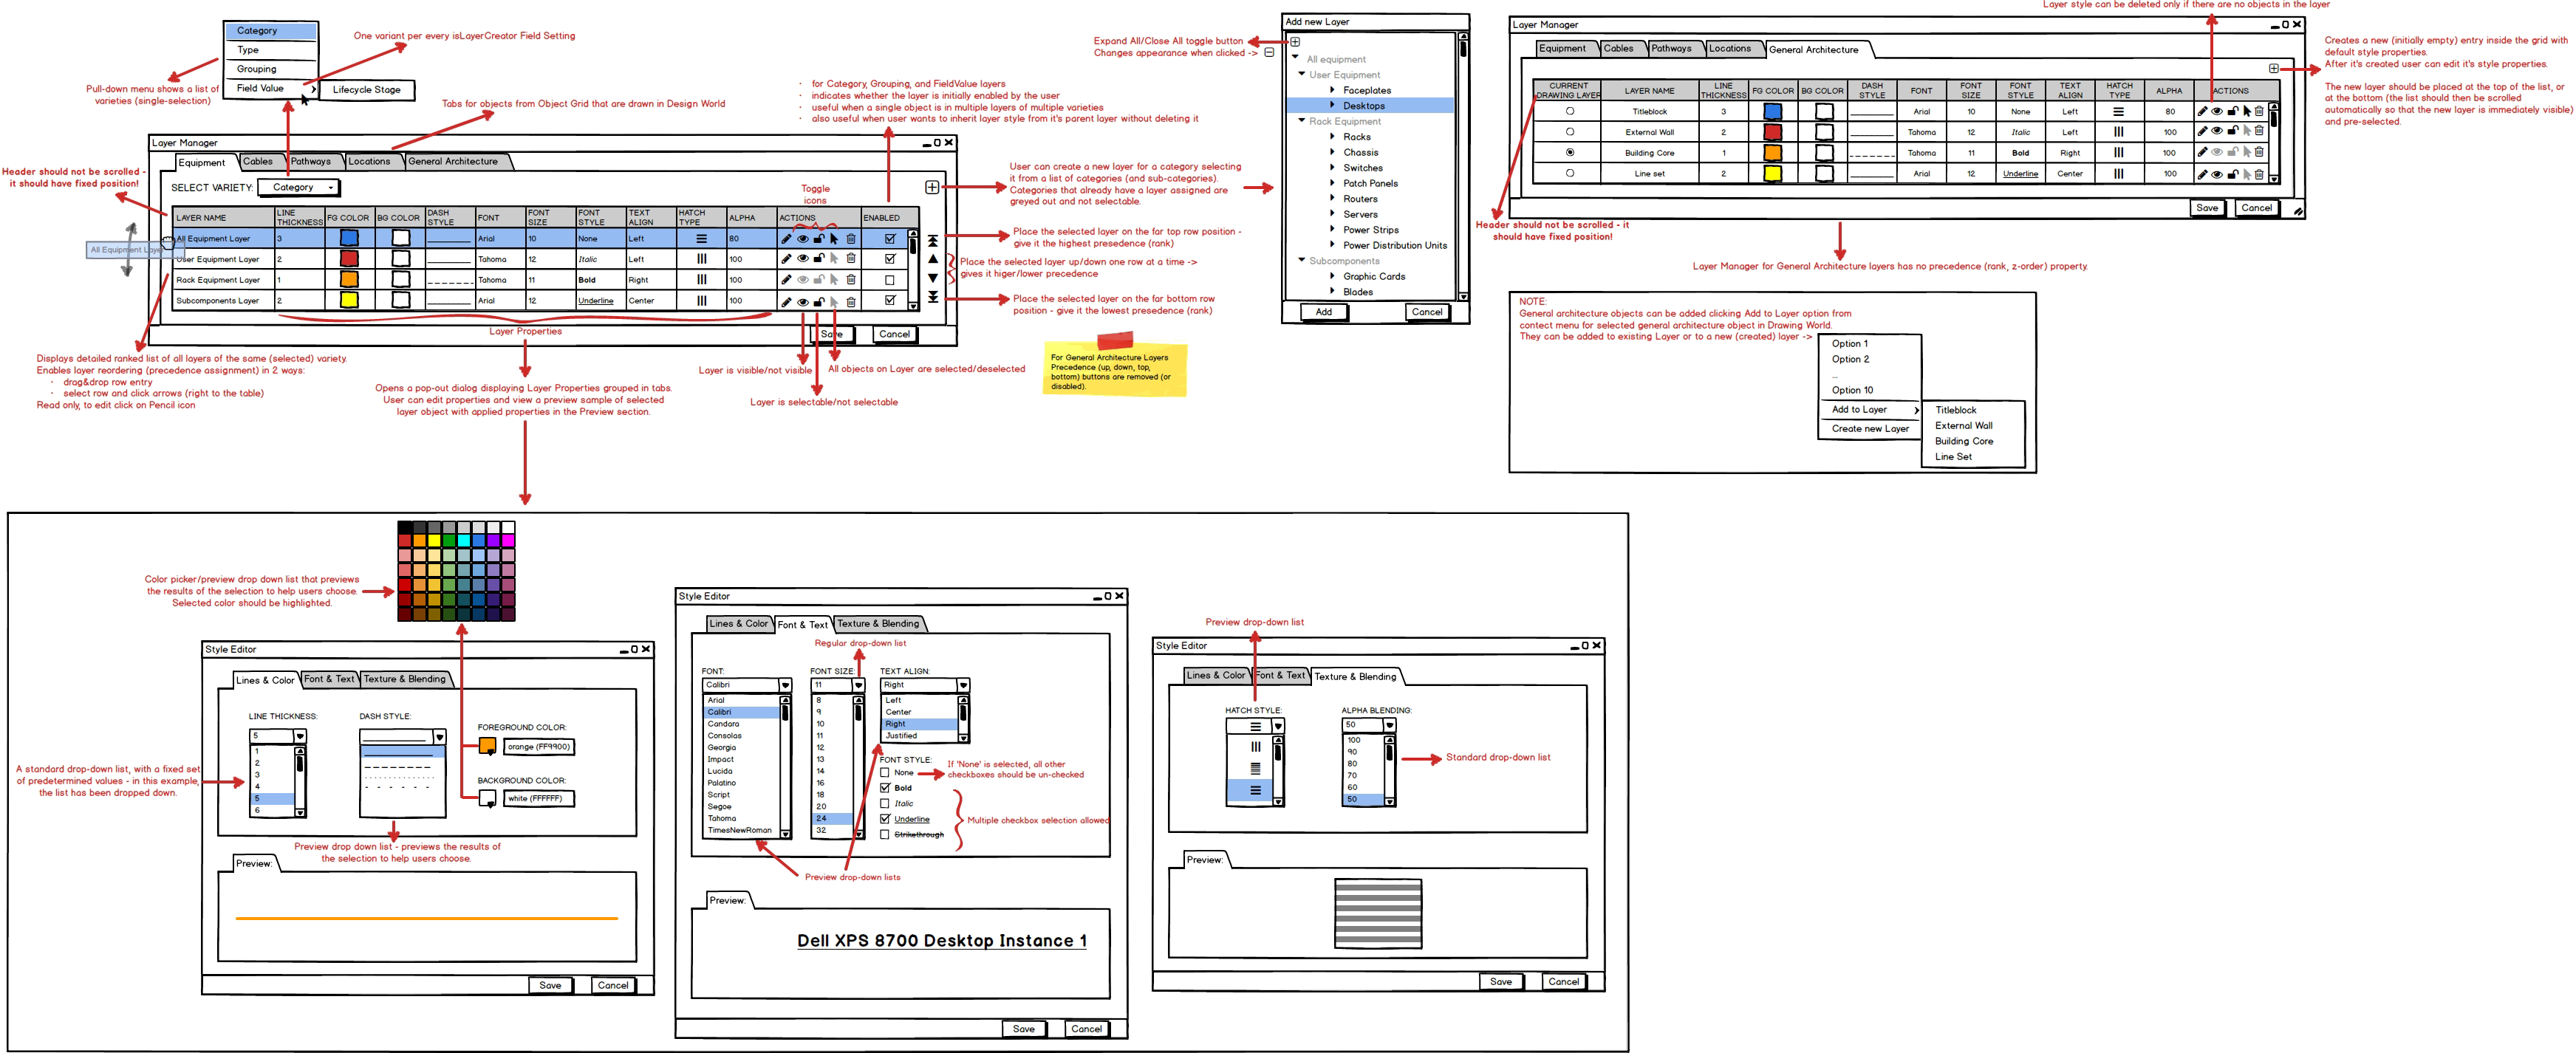 Category
Type
Grouping
Field Value
Lifecycle Stage
One variant per every isLayerCreator Field Setting
Pull-down menu shows a list of
varieties (single-selection)
Tabs for objects from Object Grid that are drawn in Design World
· for Category, Grouping, and FieldValue layers
· indicates whether the layer is initially enabled by the user
· useful when a single object is in multiple layers of multiple varieties
· also useful when user wants to inherit layer style from it's parent layer without deleting it
Layer Manager
Equipment Cables Pathways Locations General Architecture
Header should not be scrolled -
it should have fixed position!
SELECT VARIETY: Category
Toggle
icons
LAYER NAME LINE THICKNESS FG COLOR BG COLOR DASH STYLE FONT FONT SIZE FONT STYLE TEXT ALIGN HATCH TYPE ALPHA ACTIONS ENABLED
All Equipment Layer 3 Arial 10 None Left 80
All Equipment Layer
User Equipment Layer 2 Tahoma 12 Italic Left 100
Rack Equipment Layer 1 Tahoma 11 Bold Right 100
Subcomponents Layer 2 Arial 12 Underline Center 100
Layer Properties
Save Cancel
User can create a new layer for a category selecting
it from a list of categories (and sub-categories).
Categories that already have a layer assigned are
greyed out and not selectable.
Place the selected layer on the far top row position -
give it the highest presedence (rank)
Place the selected layer up/down one row at a time ->
gives it higer/lower precedence
Place the selected layer on the far bottom row
position - give it the lowest presedence (rank)
Displays detailed ranked list of all layers of the same (selected) variety.
Enables layer reordering (precedence assignment) in 2 ways:
· drag&drop row entry
· select row and click arrows (right to the table)
Read only, to edit click on Pencil icon
Opens a pop-out dialog displaying Layer Properties grouped in tabs.
User can edit properties and view a preview sample of selected
layer object with applied properties in the Preview section.
Layer is visible/not visible
All objects on Layer are selected/deselected
Layer is selectable/not selectable
For General Architecture Layers
Precedence (up, down, top,
bottom) buttons are removed (or
disabled).
Expand All/Close All toggle button
Changes appearance when clicked ->
Add new Layer
All equipment
User Equipment
Faceplates
Desktops
Rack Equipment
Racks
Chassis
Switches
Patch Panels
Routers
Servers
Power Strips
Power Distribution Units
Subcomponents
Graphic Cards
Blades
Add Cancel
Layer style can be deleted only if there are no objects in the layer
Layer Manager
Equipment Cables Pathways Locations General Architecture
CURRENT DRAWING LAYER LAYER NAME LINE THICKNESS FG COLOR BG COLOR DASH STYLE FONT FONT SIZE FONT STYLE TEXT ALIGN HATCH TYPE ALPHA ACTIONS
Titleblock 3 Arial 10 None Left 80
External Wall 2 Tahoma 12 Italic Left 100
Building Core 1 Tahoma 11 Bold Right 100
Line set 2 Arial 12 Underline Center 100
Save Cancel
Header should not be scrolled - it
should have fixed position!
Creates a new (initially empty) entry inside the grid with
default style properties.
After it's created user can edit it's style properties.
The new layer should be placed at the top of the list, or
at the bottom (the list should then be scrolled
automatically so that the new layer is immediately visible)
and pre-selected.
Layer Manager for General Architecture layers has no precedence (rank, z-order) property.
NOTE:
General architecture objects can be added clicking Add to Layer option from
contect menu for selected general architecture object in Drawing World.
They can be added to existing Layer or to a new (created) layer ->
Option 1
Option 2
...
Option 10
Add to Layer
Create new Layer
Titleblock
External Wall
Building Core
Line Set
Color picker/preview drop down list that previews
the results of the selection to help users choose.
Selected color should be highlighted.
Style Editor
Lines & Color Font & Text Texture & Blending
LINE THICKNESS: DASH STYLE:
5
1
2
3
4
5
6
FOREGROUND COLOR:
orange (FF9900)
BACKGROUND COLOR:
white (FFFFFF)
A standard drop-down list, with a fixed set
of predetermined values - in this example,
the list has been dropped down.
Preview drop down list - previews the results of
the selection to help users choose.
Preview:
Save Cancel
Style Editor
Lines & Color Font & Text Texture & Blending
Regular drop-down list
FONT: FONT SIZE: TEXT ALIGN:
Calibri 11 Right
Arial
Calibri
Candara
Consolas
Georgia
Impact
Lucida
Palatino
Script
Segoe
Tahoma
TimesNewRoman
8
9
10
11
12
13
14
16
18
20
24
32
Left
Center
Right
Justified
FONT STYLE:
None
Bold
Italic
Underline
Strikethrough
If 'None' is selected, all other
checkboxes should be un-checked
Multiple checkbox selection allowed
Preview drop-down lists
Preview:
Dell XPS 8700 Desktop Instance 1
Save Cancel
Preview drop-down list
Style Editor
Lines & Color Font & Text Texture & Blending
HATCH STYLE: ALPHA BLENDING:
50
100
90
80
70
60
50
Standard drop-down list
Preview:
Save Cancel